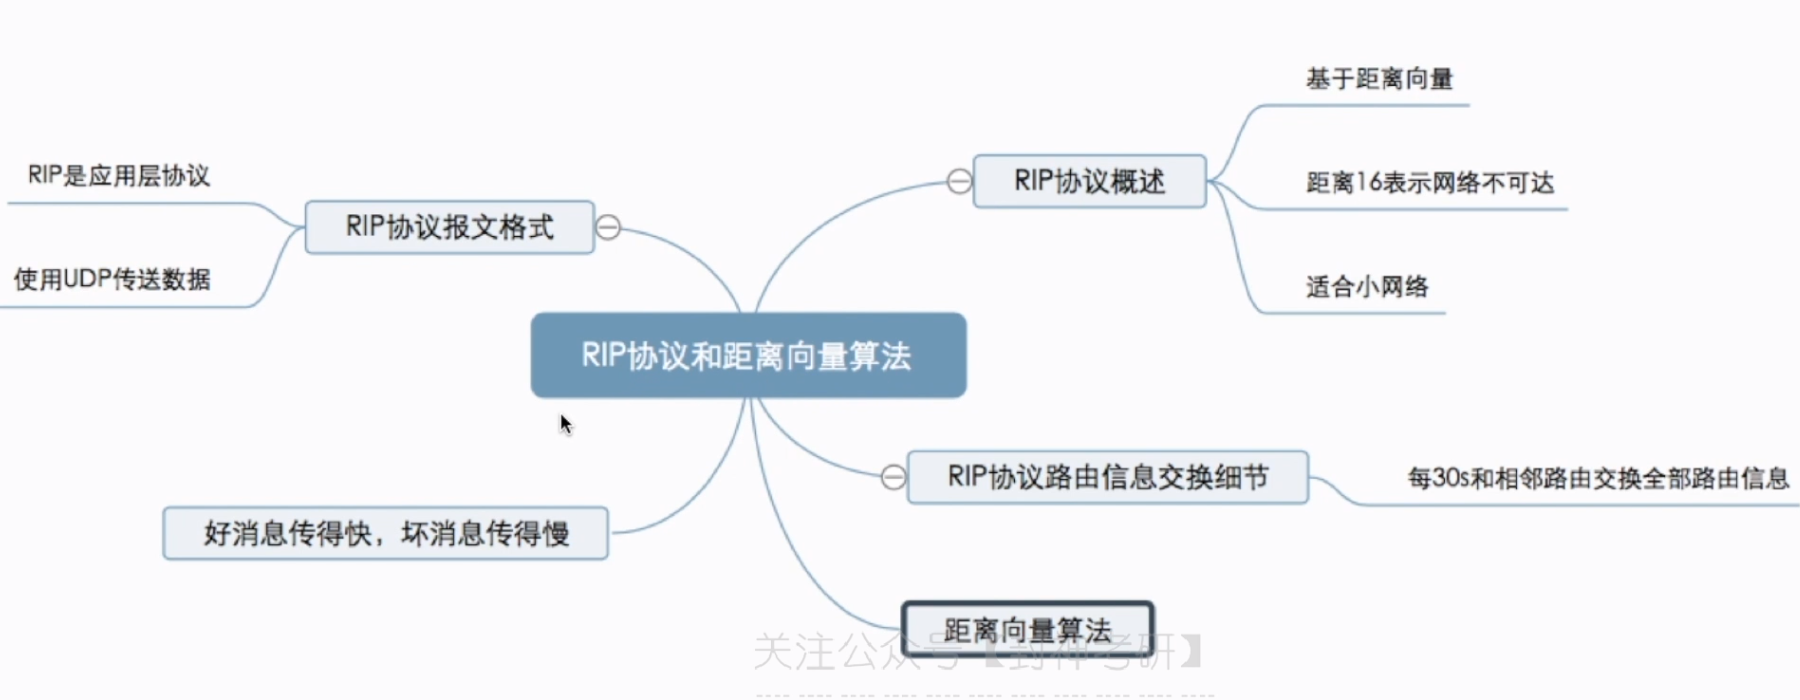 基于距离向量
RIP是应用层协议
RIP协议概述
距离16表示网络不可达
RIP协议报文格式
使用UDP传送数据
适合小网络
RIP协议和距离向量算法
RIP协议路由信息交换细节
每30s和相邻路由交换全部路由信息
好消息传得快，坏消息传得慢
距离向量算法
关注公众号【封神考研】